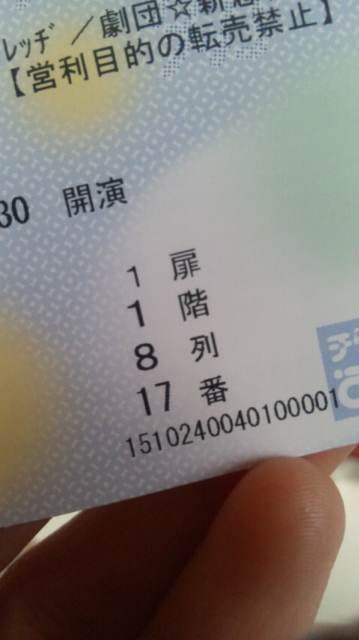 レッヂ／劇団☆新感
【営利目的の転売禁止】
30 開演
1 扉
1 階
8 列
17 番
1510240040100001